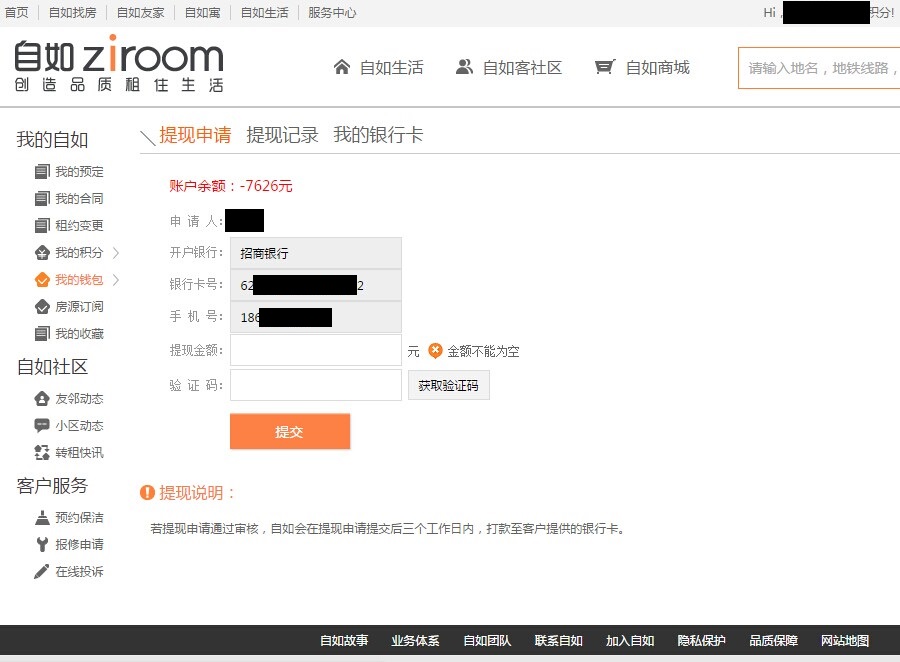 首页 自如找房 自如友家 自如寓 自如生活 服务中心 Hi , 积分!
自如 ziroom
创造品质租住生活
自如生活 自如客社区 自如商城 请输入地名，地铁线路，
我的自如
我的预定
我的合同
租约变更
我的积分
我的钱包
房源订阅
我的收藏
自如社区
友邻动态
小区动态
转租快讯
客户服务
预约保洁
报修申请
在线投诉
提现申请 提现记录 我的银行卡
账户余额：-7626元
申 请 人:
开户银行: 招商银行
银行卡号: 62 2
手 机 号: 186
提现金额: 元 金额不能为空
验 证 码: 获取验证码
提交
提现说明：
若提现申请通过审核，自如会在提现申请提交后三个工作日内，打款至客户提供的银行卡。
自如故事 业务体系 自如团队 联系自如 加入自如 隐私保护 品质保障 网站地图